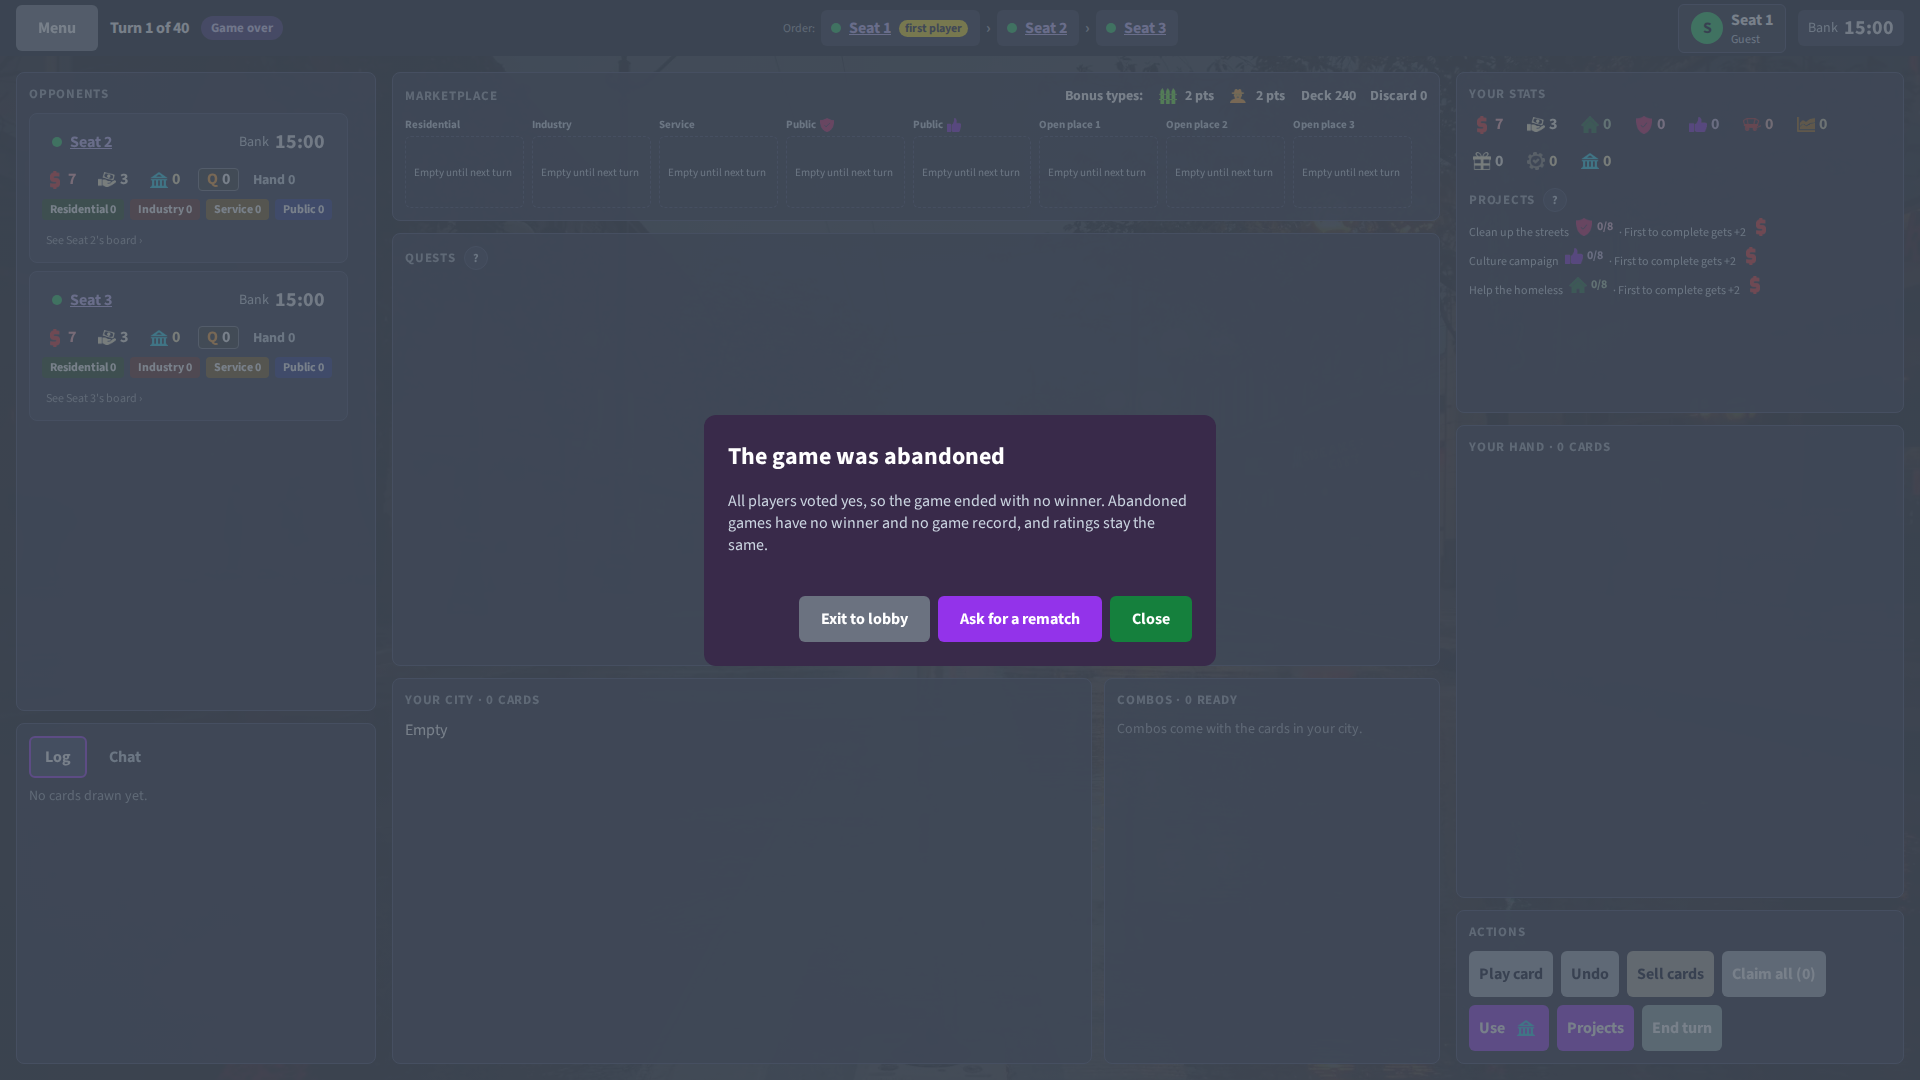 Menu
Turn 1 of 40
Game over
Order:
Seat 1
first player
›
Seat 2
›
Seat 3
S
Seat 1
Guest
Bank 15:00
OPPONENTS
Seat 2
Bank 15:00
7
3
0
Q 0
Hand 0
Residential 0
Industry 0
Service 0
Public 0
See Seat 2's board ›
Seat 3
Bank 15:00
7
3
0
Q 0
Hand 0
Residential 0
Industry 0
Service 0
Public 0
See Seat 3's board ›
Log
Chat
No cards drawn yet.
MARKETPLACE
Bonus types:
2 pts
2 pts
Deck 240
Discard 0
Residential
Industry
Service
Public
Public
Open place 1
Open place 2
Open place 3
Empty until next turn
Empty until next turn
Empty until next turn
Empty until next turn
Empty until next turn
Empty until next turn
Empty until next turn
Empty until next turn
QUESTS
?
The game was abandoned
All players voted yes, so the game ended with no winner. Abandoned
games have no winner and no game record, and ratings stay the
same.
Exit to lobby
Ask for a rematch
Close
YOUR CITY · 0 CARDS
Empty
COMBOS · 0 READY
Combos come with the cards in your city.
YOUR STATS
$ 7
3
0
0
0
0
0
0
0
0
PROJECTS
?
Clean up the streets 0/8 · First to complete gets +2 $
Culture campaign 0/8 · First to complete gets +2 $
Help the homeless 0/8 · First to complete gets +2 $
YOUR HAND · 0 CARDS
ACTIONS
Play card
Undo
Sell cards
Claim all (0)
Use
Projects
End turn